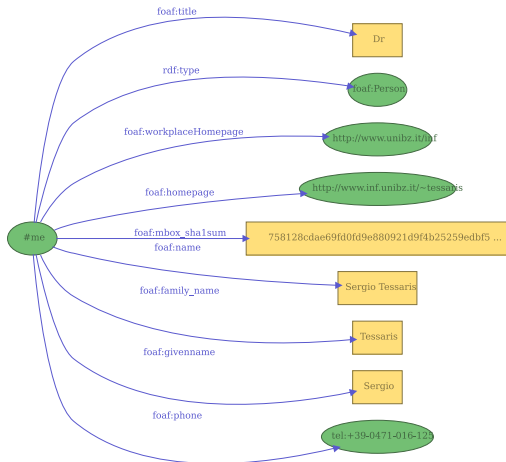 foaf:title
Dr
rdf:type
foaf:Person
foaf:workplaceHomepage
http://www.unibz.it/inf
foaf:homepage
http://www.inf.unibz.it/~tessaris
#me
foaf:mbox_sha1sum
758128cdae69fd0fd9e880921d9f4b25259edbf5 ...
foaf:name
Sergio Tessaris
foaf:family_name
Tessaris
foaf:givenname
Sergio
foaf:phone
tel:+39-0471-016-125